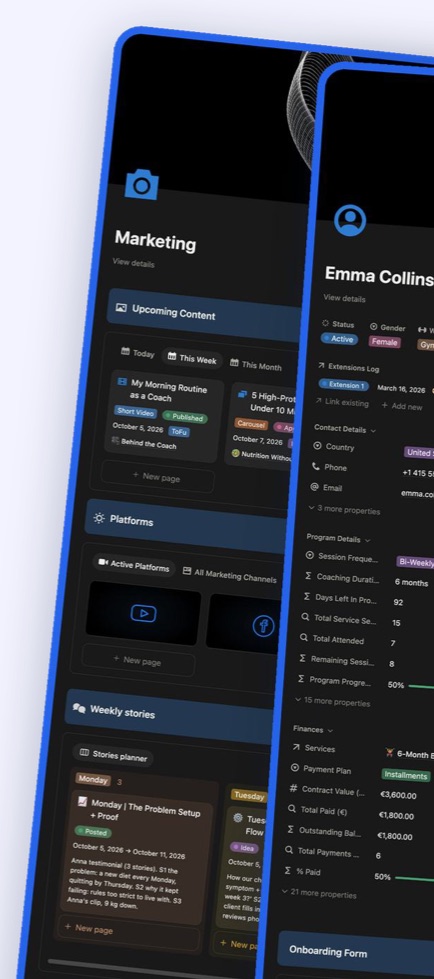 Marketing
View details
Upcoming Content
Today
This Week
This Month
My Morning Routine
as a Coach
Short Video
Published
October 5, 2026
ToFu
Behind the Coach
5 High-Prot
Under 10 M
Carousel
October 7, 2026
Nutrition Withou
+ New page
Platforms
Active Platforms
All Marketing Channels
+ New page
Weekly stories
Stories planner
Monday 3
Monday | The Problem Setup
+ Proof
Posted
October 5, 2026 → October 11, 2026
Anna testimonial (3 stories). S1 the
problem: a new diet every Monday,
quitting by Thursday. S2 why it kept
failing: rules too strict to live with. S3
Anna's clip, 9 kg down.
+ New page
Tuesday
Tues
Flow
Idea
October 5,
How our ch
symptom +
week 3?' S2
client fills in
reviews pho
+ New pa
Emma Collins
View details
Status
Gender
Active
Female
Gym
Extensions Log
Extension 1
March 16, 2026
Link existing
+ Add new
Contact Details
Country
United S
Phone
+1 415 5
Email
emma.co
3 more properties
Program Details
Session Freque...
Bi-Weekly
Coaching Durati...
6 months
Days Left In Pro...
92
Total Service Se...
15
Total Attended
7
Remaining Sessi...
8
Program Progre...
50%
15 more properties
Finances
Services
6-Month B
Payment Plan
Installments
Contract Value (...
€3,600.00
Total Paid (€)
€1,800.00
Outstanding Bal...
€1,800.00
Total Payments ...
6
% Paid
50%
21 more properties
Onboarding Form